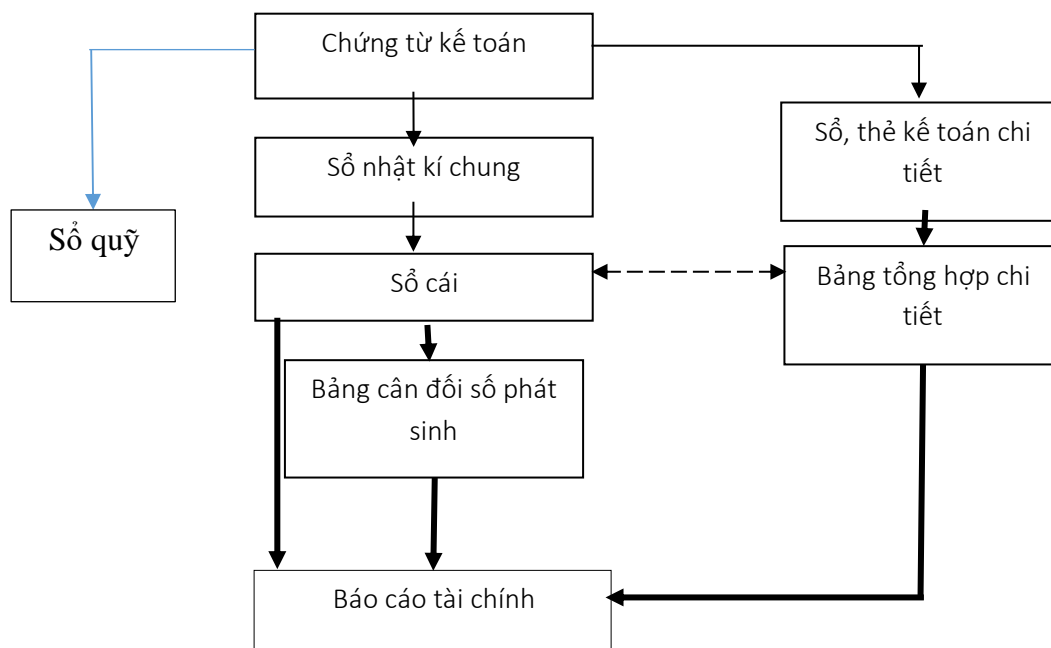 Chứng từ kế toán
Sổ, thẻ kế toán chi
tiết
Sổ nhật kí chung
Sổ quỹ
Sổ cái
Bảng tổng hợp chi
tiết
Bảng cân đối số phát
sinh
Báo cáo tài chính